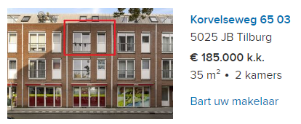 Korvelseweg 65 03
5025 JB Tilburg
€ 185.000 k.k.
35 m² • 2 kamers
Bart uw makelaar